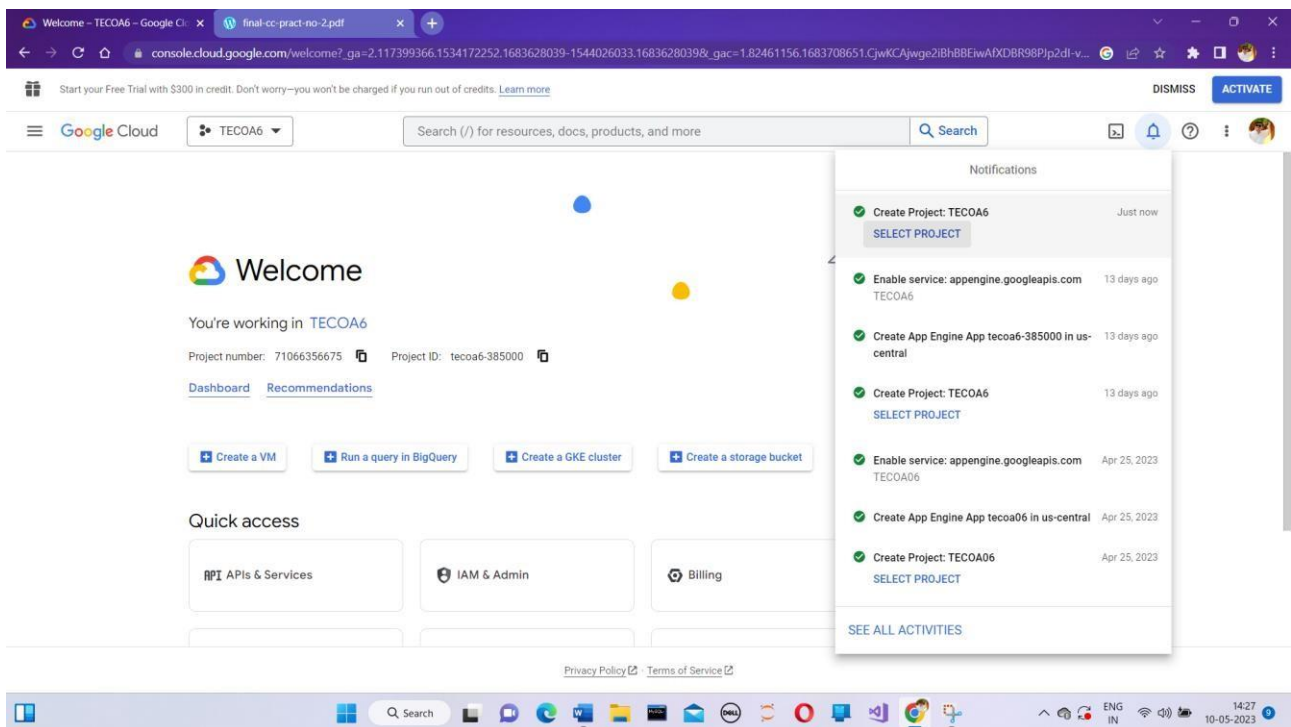 Welcome – TECOA6 – Google Cl
final-cc-pract-no-2.pdf
console.cloud.google.com/welcome?_ga=2.117399366.1534172252.1683628039-1544026033.1683628039&_gac=1.82461156.1683708651.CjwKCAjwge2iBhBBEiwAfXDBR98PJp2dI-v...
Start your Free Trial with $300 in credit. Don't worry—you won't be charged if you run out of credits. Learn more
DISMISS
ACTIVATE
Google Cloud
TECOA6
Search (/) for resources, docs, products, and more
Search
Notifications
Create Project: TECOA6
Just now
SELECT PROJECT
Enable service: appengine.googleapis.com
13 days ago
TECOA6
Create App Engine App tecoa6-385000 in us-
13 days ago
central
Create Project: TECOA6
13 days ago
SELECT PROJECT
Enable service: appengine.googleapis.com
Apr 25, 2023
TECOA06
Create App Engine App tecoa06 in us-central
Apr 25, 2023
Create Project: TECOA06
Apr 25, 2023
SELECT PROJECT
SEE ALL ACTIVITIES
Welcome
You're working in TECOA6
Project number: 71066356675
Project ID: tecoa6-385000
Dashboard
Recommendations
Create a VM
Run a query in BigQuery
Create a GKE cluster
Create a storage bucket
Quick access
API APIs & Services
IAM & Admin
Billing
Privacy Policy
Terms of Service
Search
L
W
MySQL
DELL
ENG
IN
14:27
10-05-2023
9